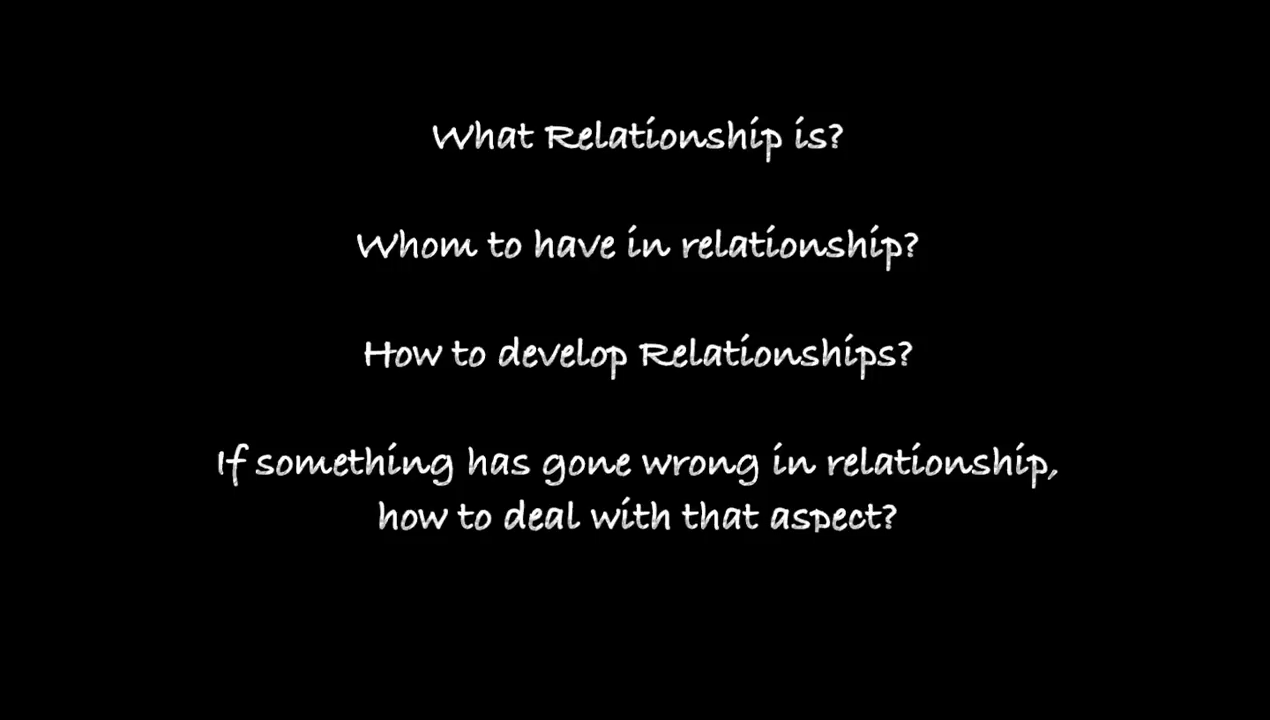 What Relationship is?
Whom to have in relationship?
How to develop Relationships?
If something has gone wrong in relationship,
how to deal with that aspect?